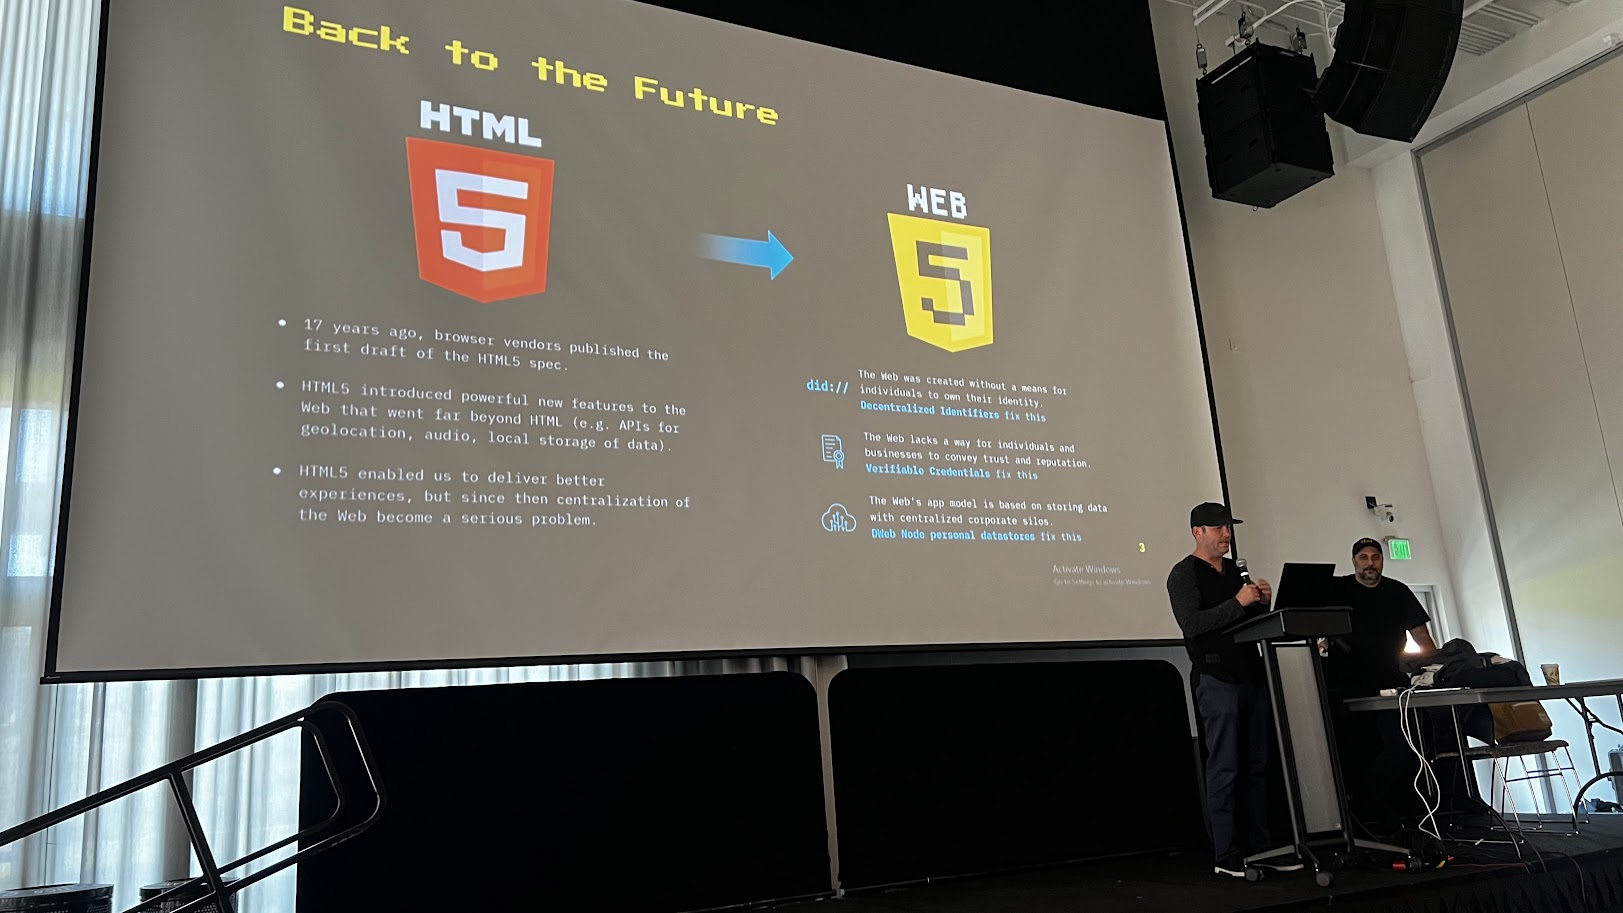 Back to the Future
HTML
5
17 years ago, browser vendors published the
first draft of the HTML5 spec.
HTML5 introduced powerful new features to the
Web that went far beyond HTML (e.g. APIs for
geolocation, audio, local storage of data).
HTML5 enabled us to deliver better
experiences, but since then centralization of
the Web become a serious problem.
WEB
5
did://
The Web was created without a means for
individuals to own their identity.
Decentralized Identifiers fix this
The Web lacks a way for individuals and
businesses to convey trust and reputation.
Verifiable Credentials fix this
The Web's app model is based on storing data
with centralized corporate silos.
DWeb Node personal datastores fix this
3
Activate Windows
Go to Settings to activate Windows.
EXIT